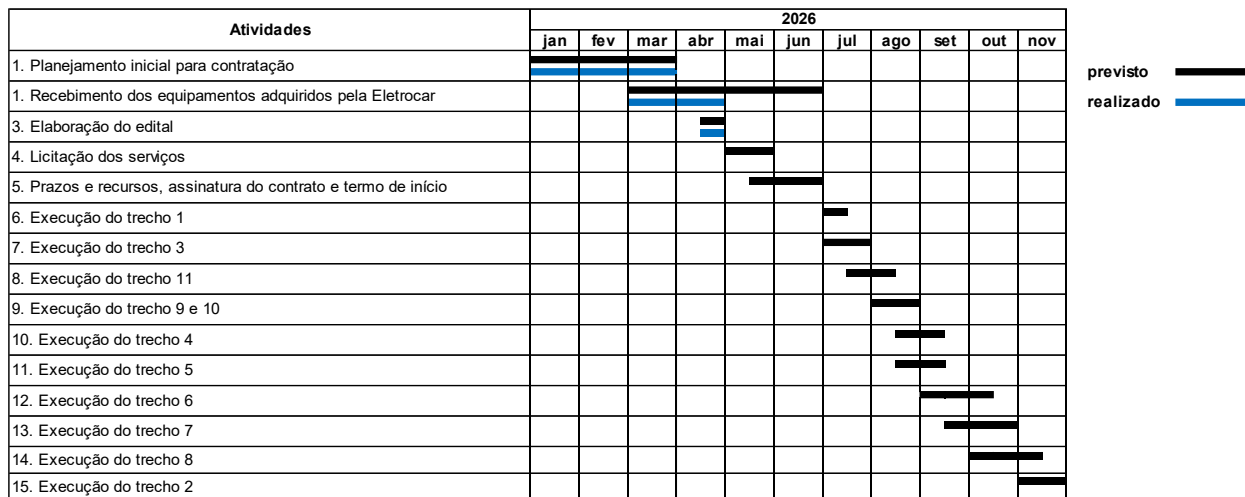 Atividades
2026
jan fev mar abr mai jun jul ago set out nov
1. Planejamento inicial para contratação
1. Recebimento dos equipamentos adquiridos pela Eletrocar
3. Elaboração do edital
4. Licitação dos serviços
5. Prazos e recursos, assinatura do contrato e termo de início
6. Execução do trecho 1
7. Execução do trecho 3
8. Execução do trecho 11
9. Execução do trecho 9 e 10
10. Execução do trecho 4
11. Execução do trecho 5
12. Execução do trecho 6
13. Execução do trecho 7
14. Execução do trecho 8
15. Execução do trecho 2
previsto
realizado